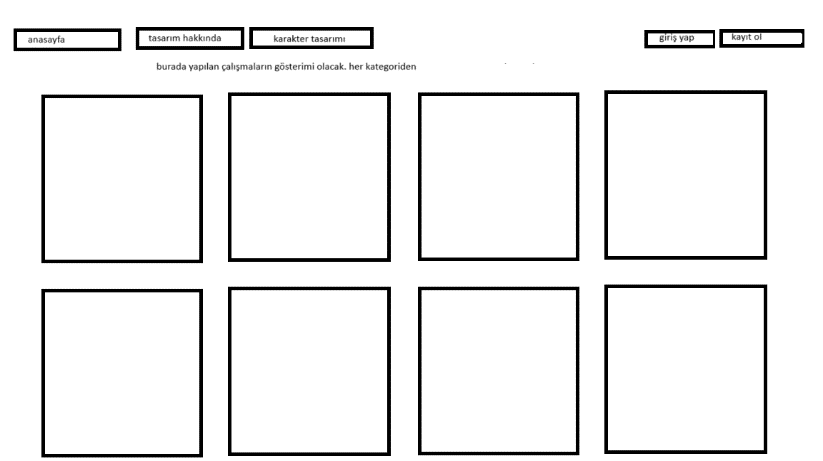 anasayfa
tasarım hakkında
karakter tasarımı
giriş yap
kayıt ol
burada yapılan çalışmaların gösterimi olacak. her kategoriden